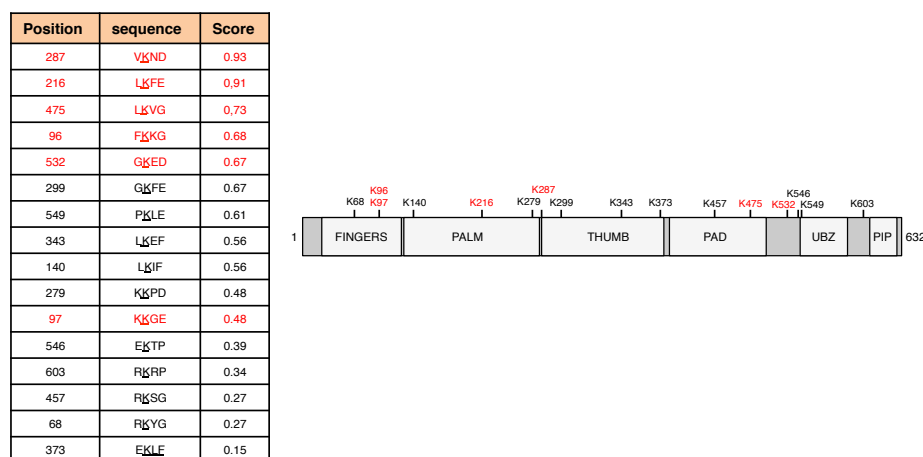 Position sequence Score
287 VKND 0.93
216 LKFE 0,91
475 LKVG 0,73
96 FKKG 0.68
532 GKED 0.67
299 GKFE 0.67
549 PKLE 0.61
343 LKEF 0.56
140 LKIF 0.56
279 KKPD 0.48
97 KKGE 0.48
546 EKTP 0.39
603 RKRP 0.34
457 RKSG 0.27
68 RKYG 0.27
373 EKLF 0.15
K96 K287 K546
K68 K97 K140 K216 K279 K299 K343 K373 K457 K475 K532 K549 K603
1 FINGERS PALM THUMB PAD UBZ PIP 632